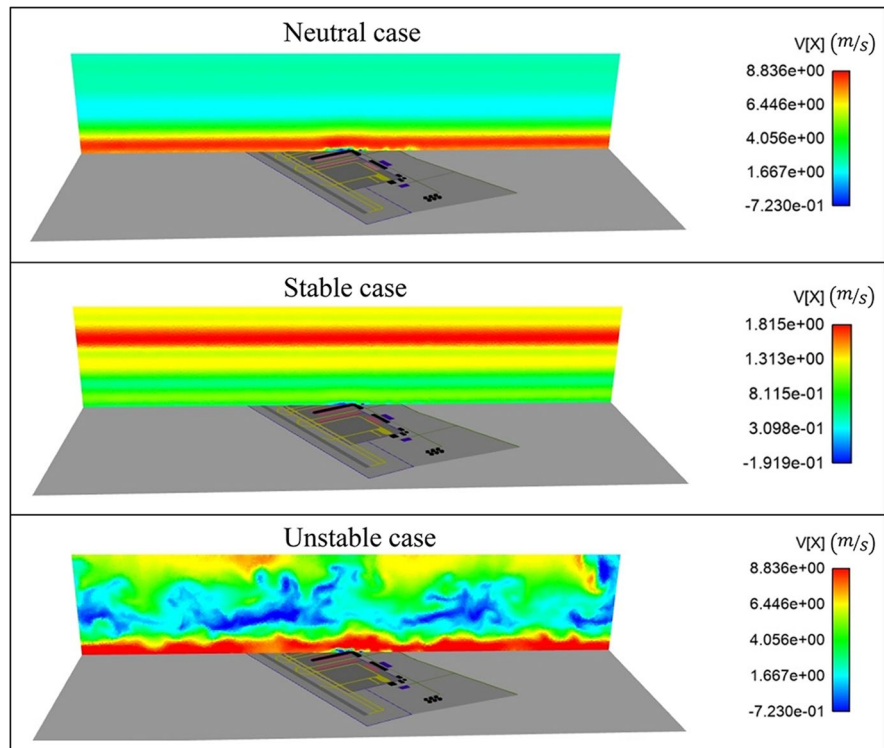 Neutral case
V[X] (m/s)
8.836e+00
6.446e+00
4.056e+00
1.667e+00
-7.230e-01
Stable case
V[X] (m/s)
1.815e+00
1.313e+00
8.115e-01
3.098e-01
-1.919e-01
Unstable case
V[X] (m/s)
8.836e+00
6.446e+00
4.056e+00
1.667e+00
-7.230e-01